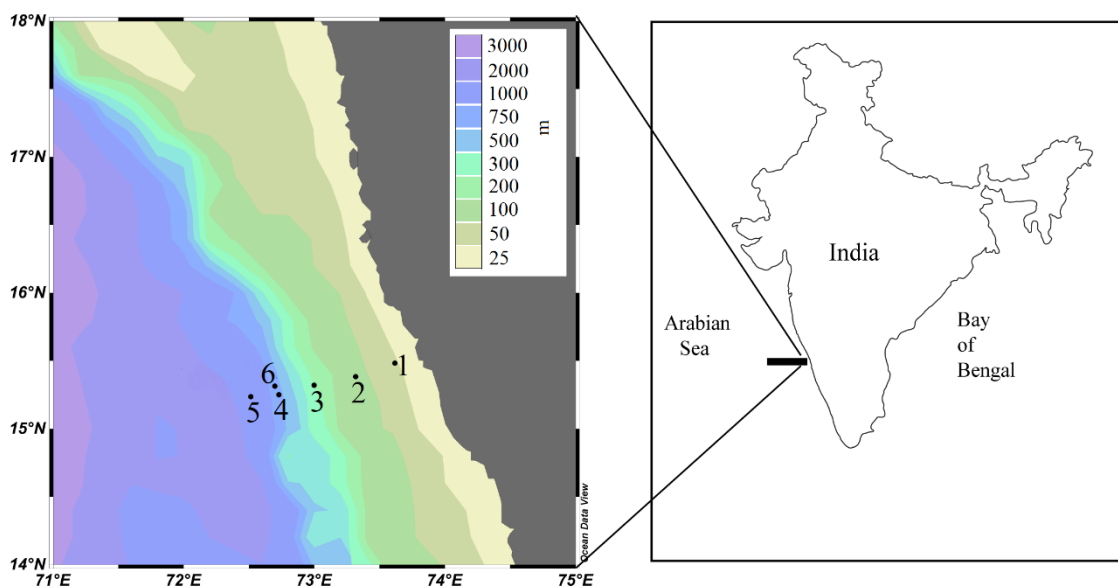 18°N
17°N
16°N
15°N
14°N
71°E
72°E
73°E
74°E
75°E
3000
2000
1000
750
500
300
200
100
50
25
m
1
2
3
4
5
6
Ocean Data View
India
Arabian
Sea
Bay
of
Bengal